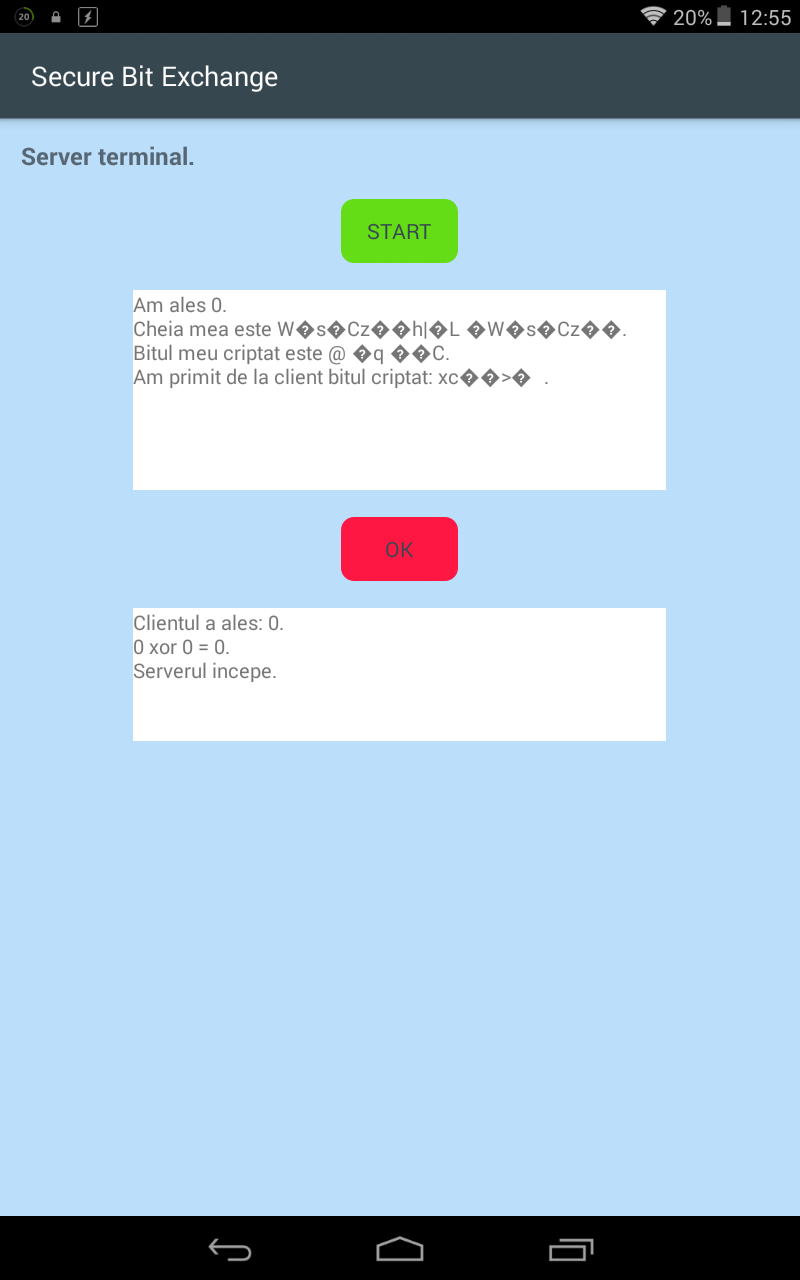 20
20% 12:55
Secure Bit Exchange
Server terminal.
START
Am ales 0.
Cheia mea este W�s�Cz��h|�L �W�s�Cz��.
Bitul meu criptat este @ �q ��C.
Am primit de la client bitul criptat: xc��>�  .
OK
Clientul a ales: 0.
0 xor 0 = 0.
Serverul incepe.